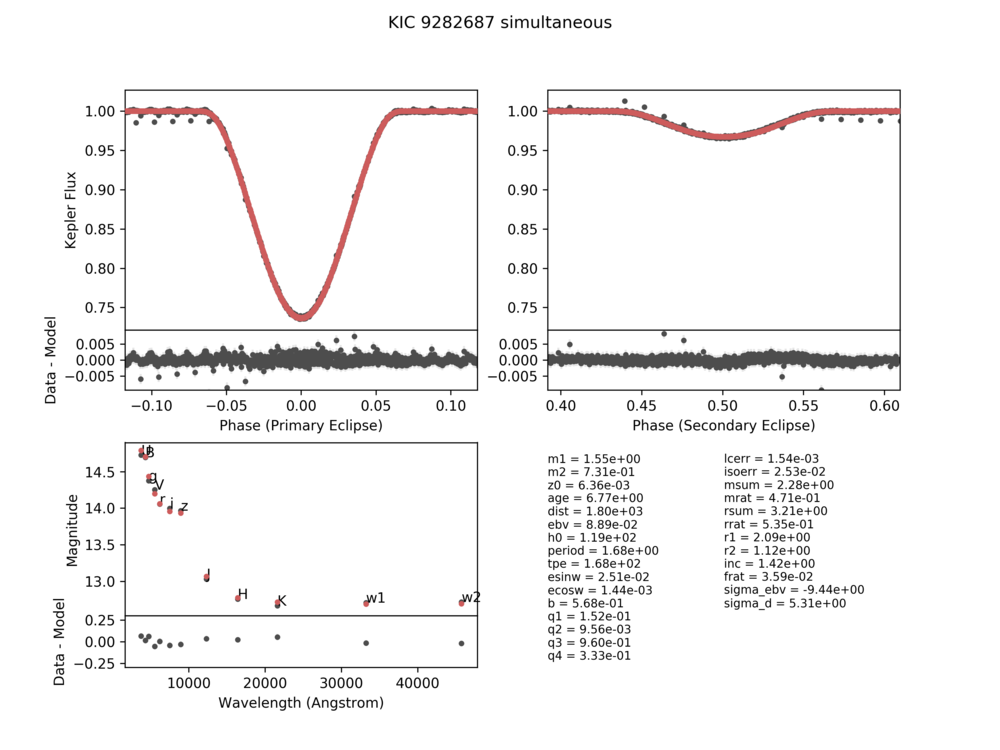 KIC 9282687 simultaneous
1.00
0.95
0.90
0.85
0.80
0.75
Kepler Flux
0.005
0.000
−0.005
Data - Model
−0.10 −0.05 0.00 0.05 0.10
Phase (Primary Eclipse)
1.00
0.95
0.90
0.85
0.80
0.75
0.005
0.000
−0.005
0.40 0.45 0.50 0.55 0.60
Phase (Secondary Eclipse)
14.5
14.0
13.5
13.0
Magnitude
B
g
V
r i z
J
H K w1 w2
0.25
0.00
−0.25
Data - Model
10000 20000 30000 40000
Wavelength (Angstrom)
m1 = 1.55e+00
m2 = 7.31e-01
z0 = 6.36e-03
age = 6.77e+00
dist = 1.80e+03
ebv = 8.89e-02
h0 = 1.19e+02
period = 1.68e+00
tpe = 1.68e+02
esinw = 2.51e-02
ecosw = 1.44e-03
b = 5.68e-01
q1 = 1.52e-01
q2 = 9.56e-03
q3 = 9.60e-01
q4 = 3.33e-01
lcerr = 1.54e-03
isoerr = 2.53e-02
msum = 2.28e+00
mrat = 4.71e-01
rsum = 3.21e+00
rrat = 5.35e-01
r1 = 2.09e+00
r2 = 1.12e+00
inc = 1.42e+00
frat = 3.59e-02
sigma_ebv = -9.44e+00
sigma_d = 5.31e+00